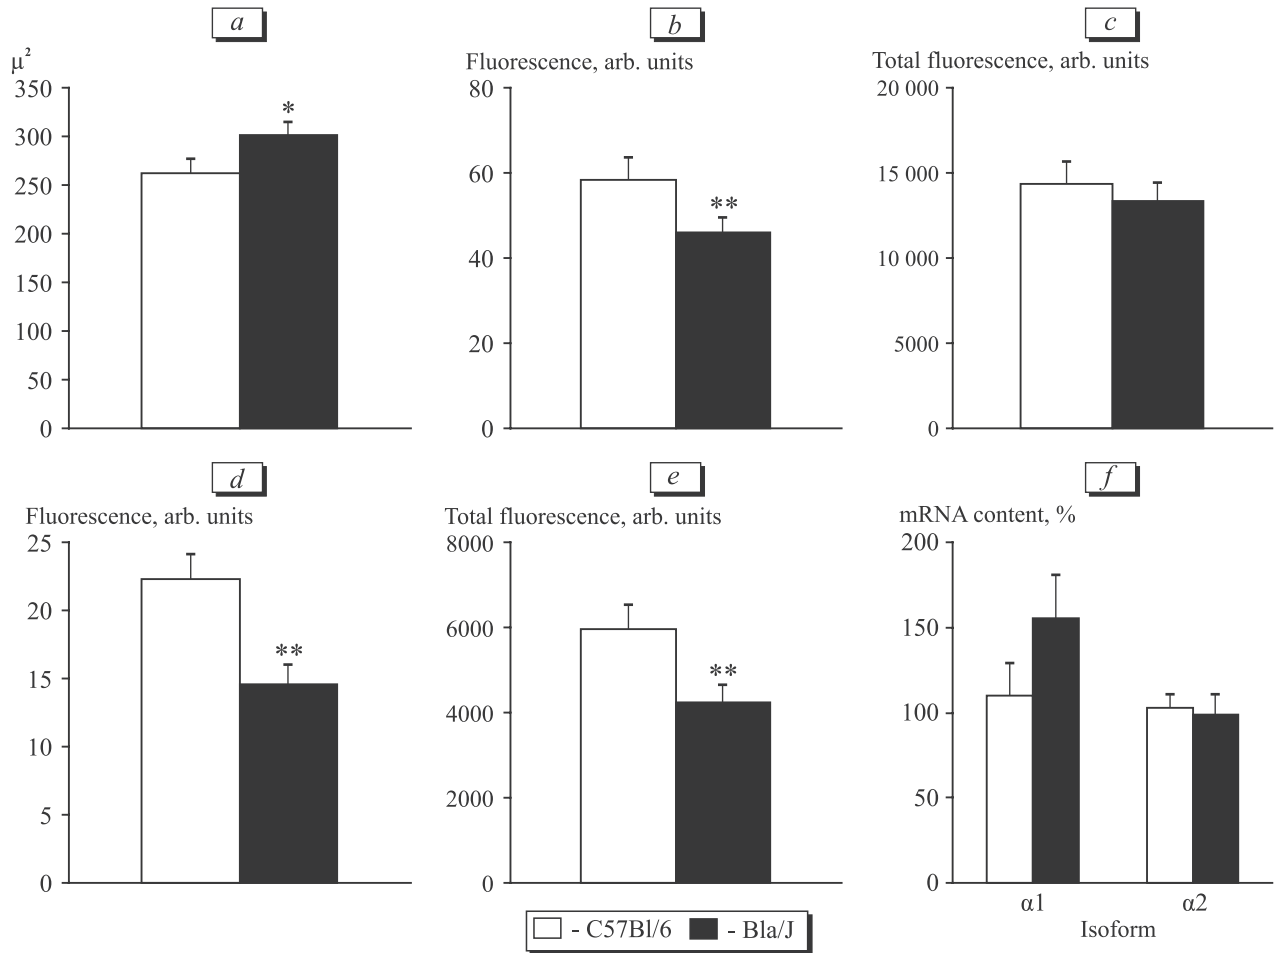 a
μ²
350
300
250
200
150
100
50
0
*
b
Fluorescence, arb. units
80
60
40
20
0
**
c
Total fluorescence, arb. units
20 000
15 000
10 000
5000
0
d
Fluorescence, arb. units
25
20
15
10
5
0
**
e
Total fluorescence, arb. units
8000
6000
4000
2000
0
**
f
mRNA content, %
200
150
100
50
0
α1 α2
Isoform
- C57Bl/6 - Bla/J